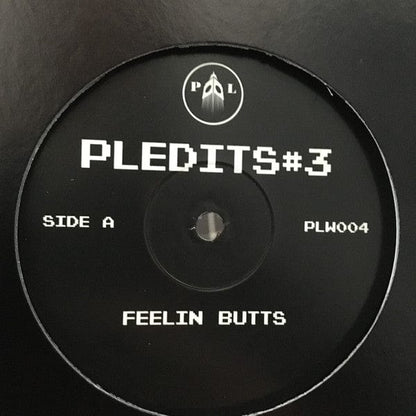 P L
PLEDITS#3
SIDE A
PLW004
FEELIN BUTTS